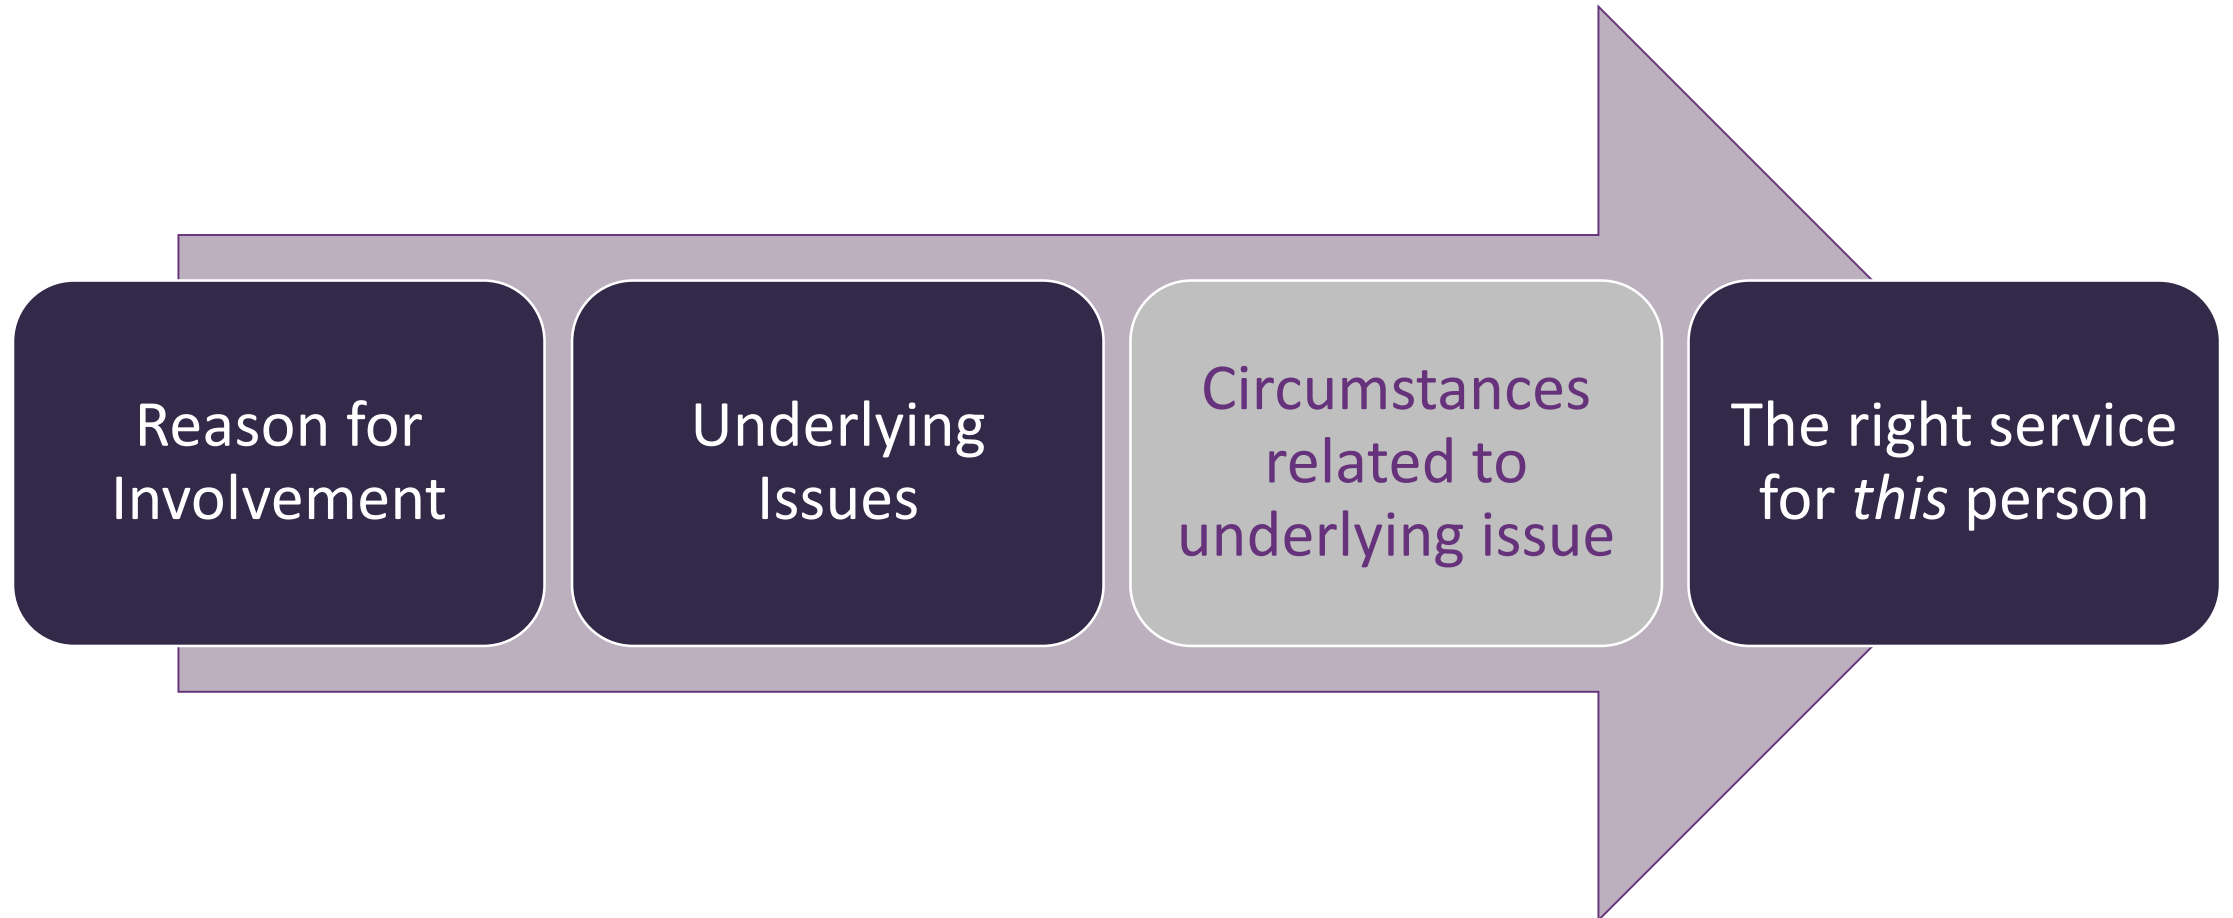 Reason for
Involvement
Underlying
Issues
Circumstances
related to
underlying issue
The right service
for this person